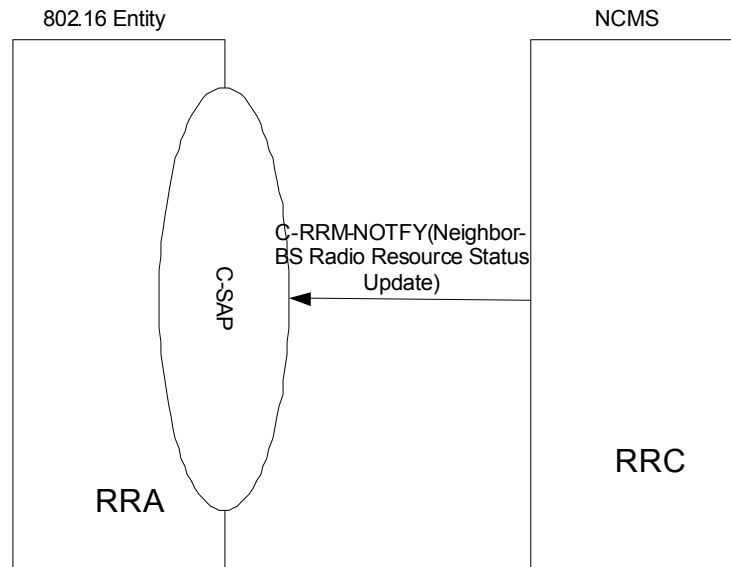 802.16 Entity
NCMS
C-RRM-NOTFY(Neighbor-
BS Radio Resource Status
Update)
C-SAP
RRC
RRA